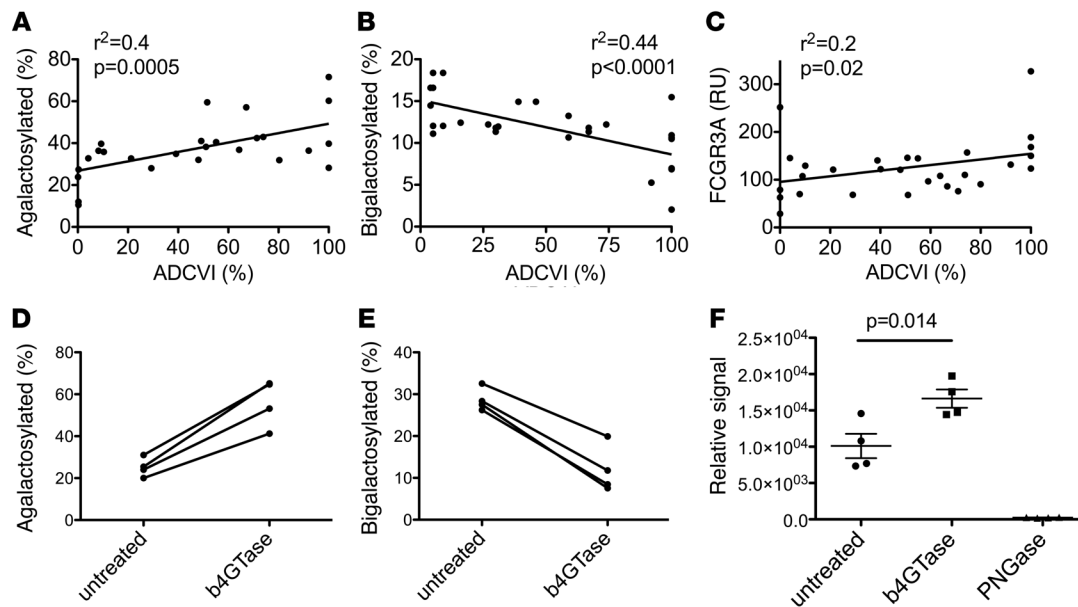 A
r²=0.4
p=0.0005
Agalactosylated (%)
80
60
40
20
0
0 20 40 60 80 100
ADCVI (%)
B
r²=0.44
p<0.0001
Bigalactosylated (%)
20
15
10
5
0
0 25 50 75 100
ADCVI (%)
C
r²=0.2
p=0.02
FCGR3A (RU)
300
200
100
0
0 20 40 60 80 100
ADCVI (%)
D
Agalactosylated (%)
80
60
40
20
0
untreated
b4GTase
E
Bigalactosylated (%)
40
30
20
10
0
untreated
b4GTase
F
p=0.014
Relative signal
2.5×10⁰⁴
2.0×10⁰⁴
1.5×10⁰⁴
1.0×10⁰⁴
5.0×10⁰³
0.0
untreated
b4GTase
PNGase